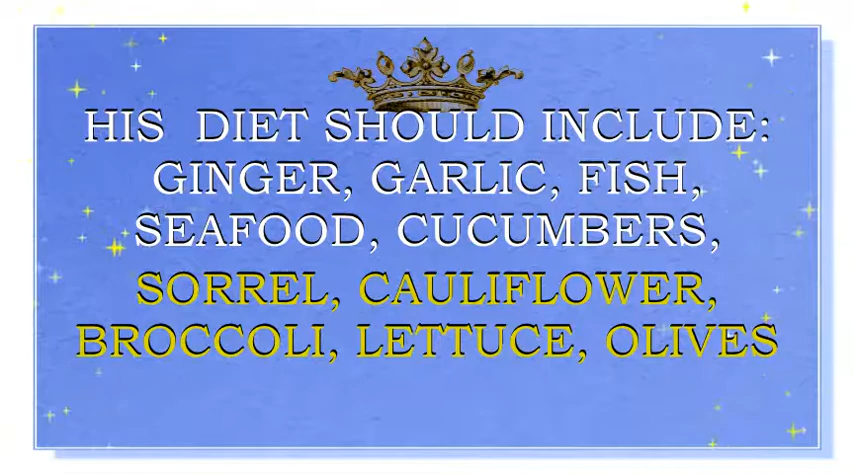 HIS DIET SHOULD INCLUDE:
GINGER, GARLIC, FISH,
SEAFOOD, CUCUMBERS,
SORREL, CAULIFLOWER,
BROCCOLI, LETTUCE, OLIVES